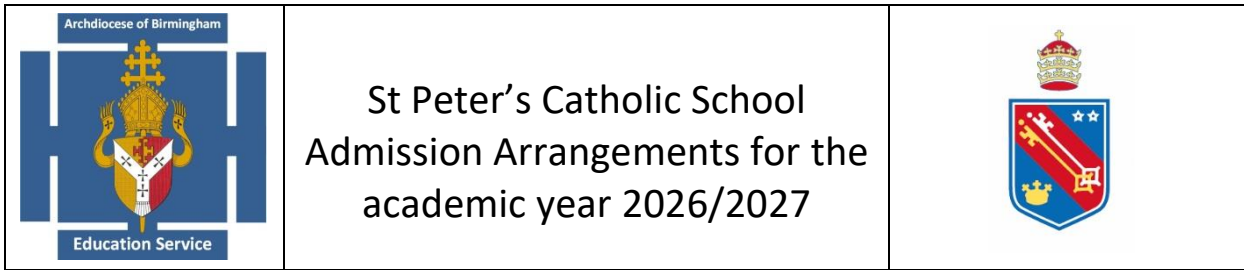 Archdiocese of Birmingham
Education Service
St Peter’s Catholic School
Admission Arrangements for the
academic year 2026/2027